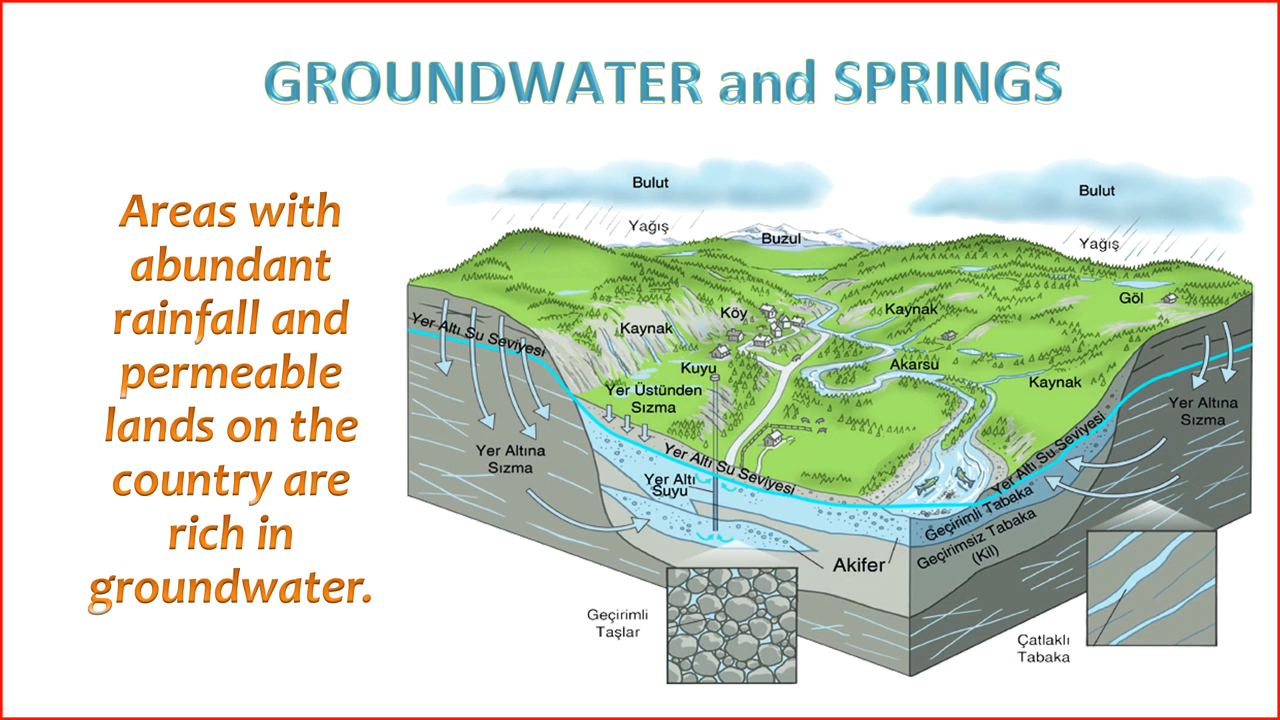 GROUNDWATER and SPRINGS
Areas with
abundant
rainfall and
permeable
lands on the
country are
rich in
groundwater.
Bulut
Bulut
Yağış
Buzul
Yağış
Göl
Köy
Kaynak
Kaynak
Yer Altı Su Seviyesi
Kuyu
Akarsu
Kaynak
Yer Üstünden
Sızma
Yer Altına
Sızma
Yer Altına
Sızma
Yer Altı Su Seviyesi
Yer Altı Su Seviyesi
Yer Altı
Suyu
Geçirimli Tabaka
Geçirimsiz Tabaka
(Kil)
Akifer
Geçirimli
Taşlar
Çatlaklı
Tabaka